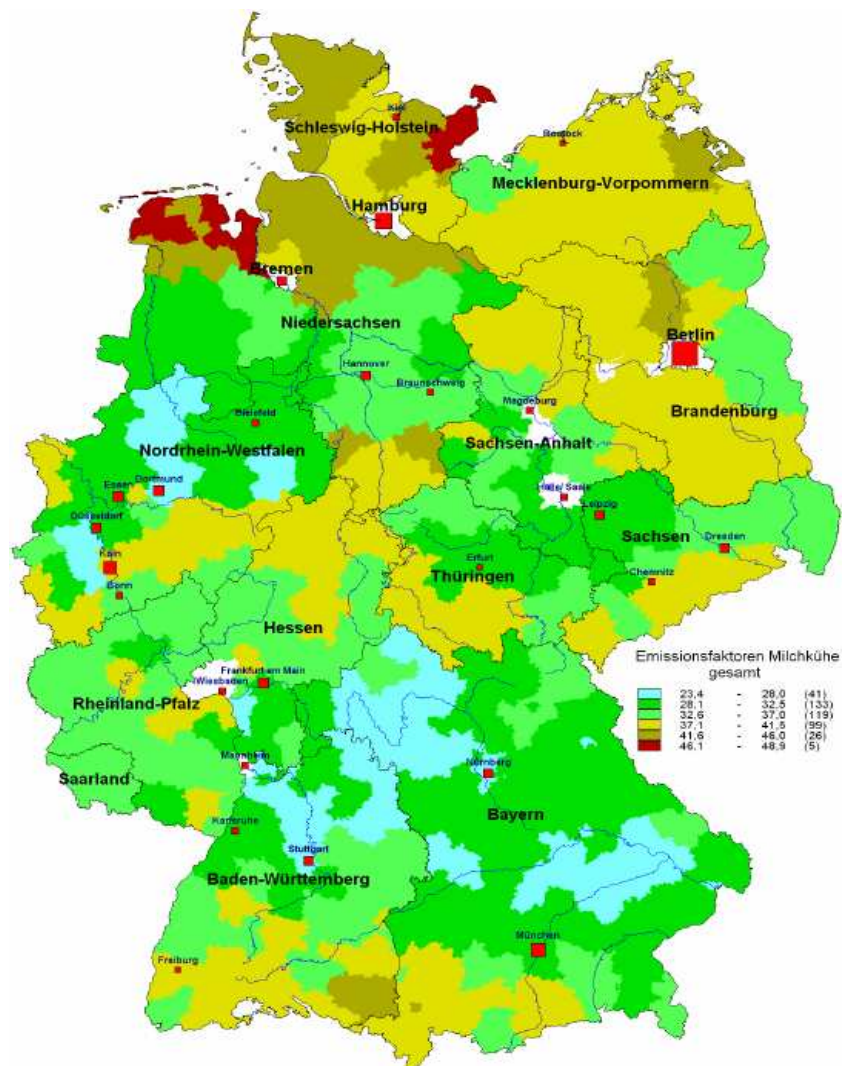 Kiel
Schleswig-Holstein
Rostock
Mecklenburg-Vorpommern
Hamburg
Bremen
Niedersachsen
Berlin
Hannover
Braunschweig
Magdeburg
Brandenburg
Bielefeld
Sachsen-Anhalt
Nordrhein-Westfalen
Dortmund
Essen
Halle/ Saale
Leipzig
Düsseldorf
Sachsen
Dresden
Köln
Erfurt
Thüringen
Chemnitz
Bonn
Hessen
Frankfurt am Main
Wiesbaden
Rheinland-Pfalz
Mannheim
Saarland
Nürnberg
Bayern
Karlsruhe
Stuttgart
Baden-Württemberg
München
Freiburg
Emissionsfaktoren Milchkühe
gesamt
23,4 - 28,0 (41)
28,1 - 32,5 (133)
32,6 - 37,0 (119)
37,1 - 41,5 (99)
41,6 - 46,0 (26)
46,1 - 48,9 (5)